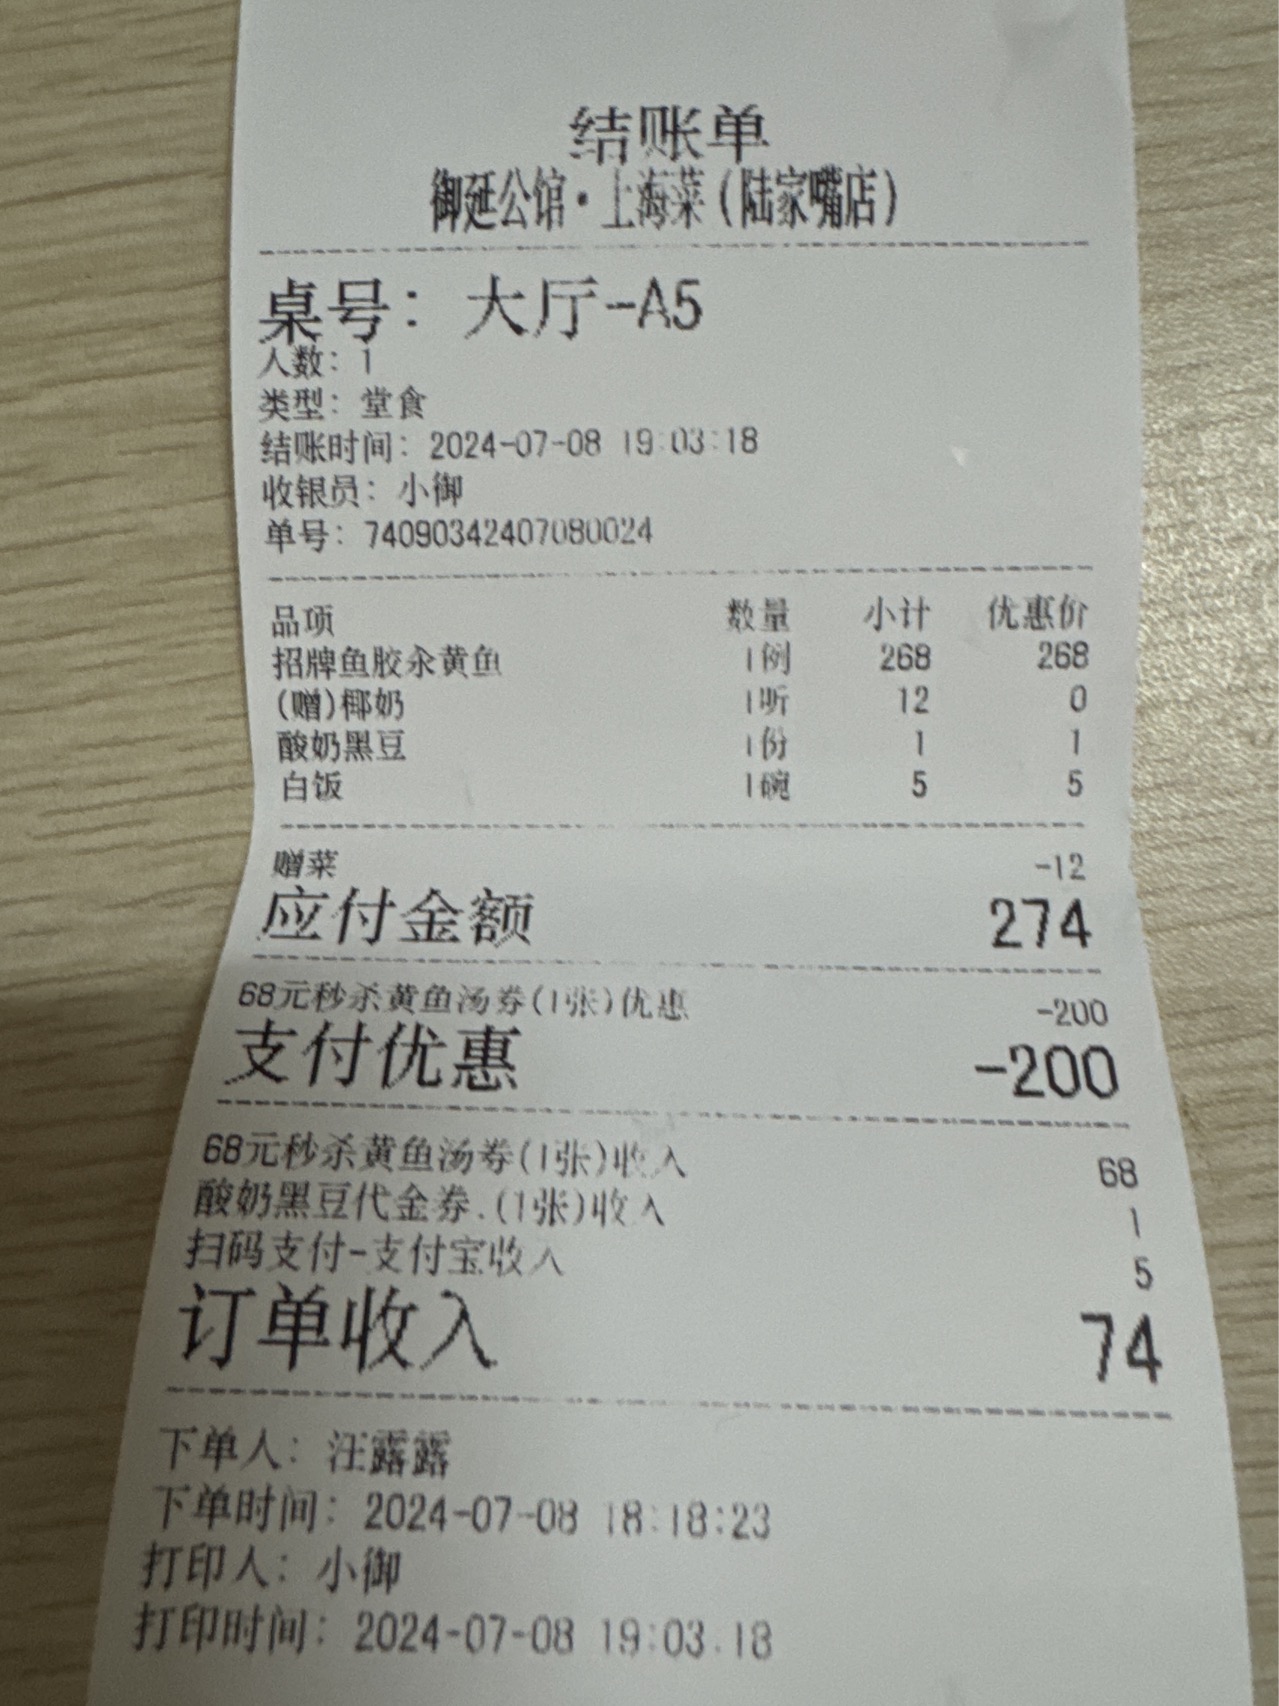 结账单
御延公馆·上海菜(陆家嘴店)
桌号: 大厅-A5
人数: 1
类型: 堂食
结账时间: 2024-07-08 19:03:18
收银员: 小御
单号: 74090342407080024
品项 数量 小计 优惠价
招牌鱼胶汆黄鱼 1例 268 268
(赠)椰奶 1听 12 0
酸奶黑豆 1份 1 1
白饭 1碗 5 5
赠菜 -12
应付金额 274
68元秒杀黄鱼汤券(1张)优惠 -200
支付优惠 -200
68元秒杀黄鱼汤券(1张)收入 68
酸奶黑豆代金券.(1张)收入 1
扫码支付-支付宝收入 5
订单收入 74
下单人: 汪露露
下单时间: 2024-07-08 18:18:23
打印人: 小御
打印时间: 2024-07-08 19:03:18